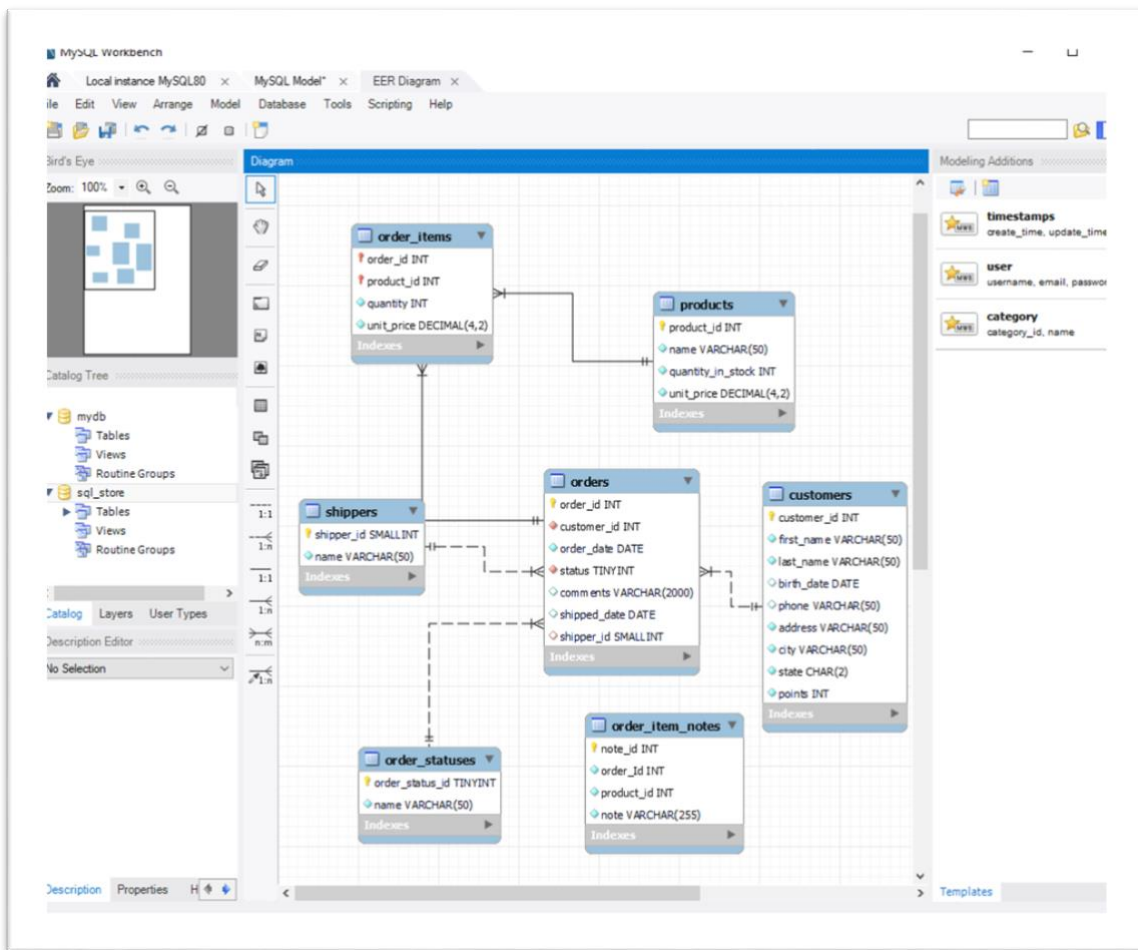 MySQL Workbench
Local instance MySQL80 × MySQL Model* × EER Diagram ×
ile Edit View Arrange Model Database Tools Scripting Help
Bird's Eye
Zoom: 100%
Diagram
Modeling Additions
timestamps
create_time, update_time
user
username, email, passwo
category
category_id, name
Catalog Tree
mydb
Tables
Views
Routine Groups
sql_store
Tables
Views
Routine Groups
Catalog Layers User Types
Description Editor
No Selection
Description Properties H
1:1
1:n
1:1
1:n
n:m
1:n
order_items
order_id INT
product_id INT
quantity INT
unit_price DECIMAL(4,2)
Indexes
products
product_id INT
name VARCHAR(50)
quantity_in_stock INT
unit_price DECIMAL(4,2)
Indexes
shippers
shipper_id SMALLINT
name VARCHAR(50)
Indexes
orders
order_id INT
customer_id INT
order_date DATE
status TINYINT
comments VARCHAR(2000)
shipped_date DATE
shipper_id SMALLINT
Indexes
customers
customer_id INT
first_name VARCHAR(50)
last_name VARCHAR(50)
birth_date DATE
phone VARCHAR(50)
address VARCHAR(50)
city VARCHAR(50)
state CHAR(2)
points INT
Indexes
order_statuses
order_status_id TINYINT
name VARCHAR(50)
Indexes
order_item_notes
note_id INT
order_Id INT
product_id INT
note VARCHAR(255)
Indexes
Templates